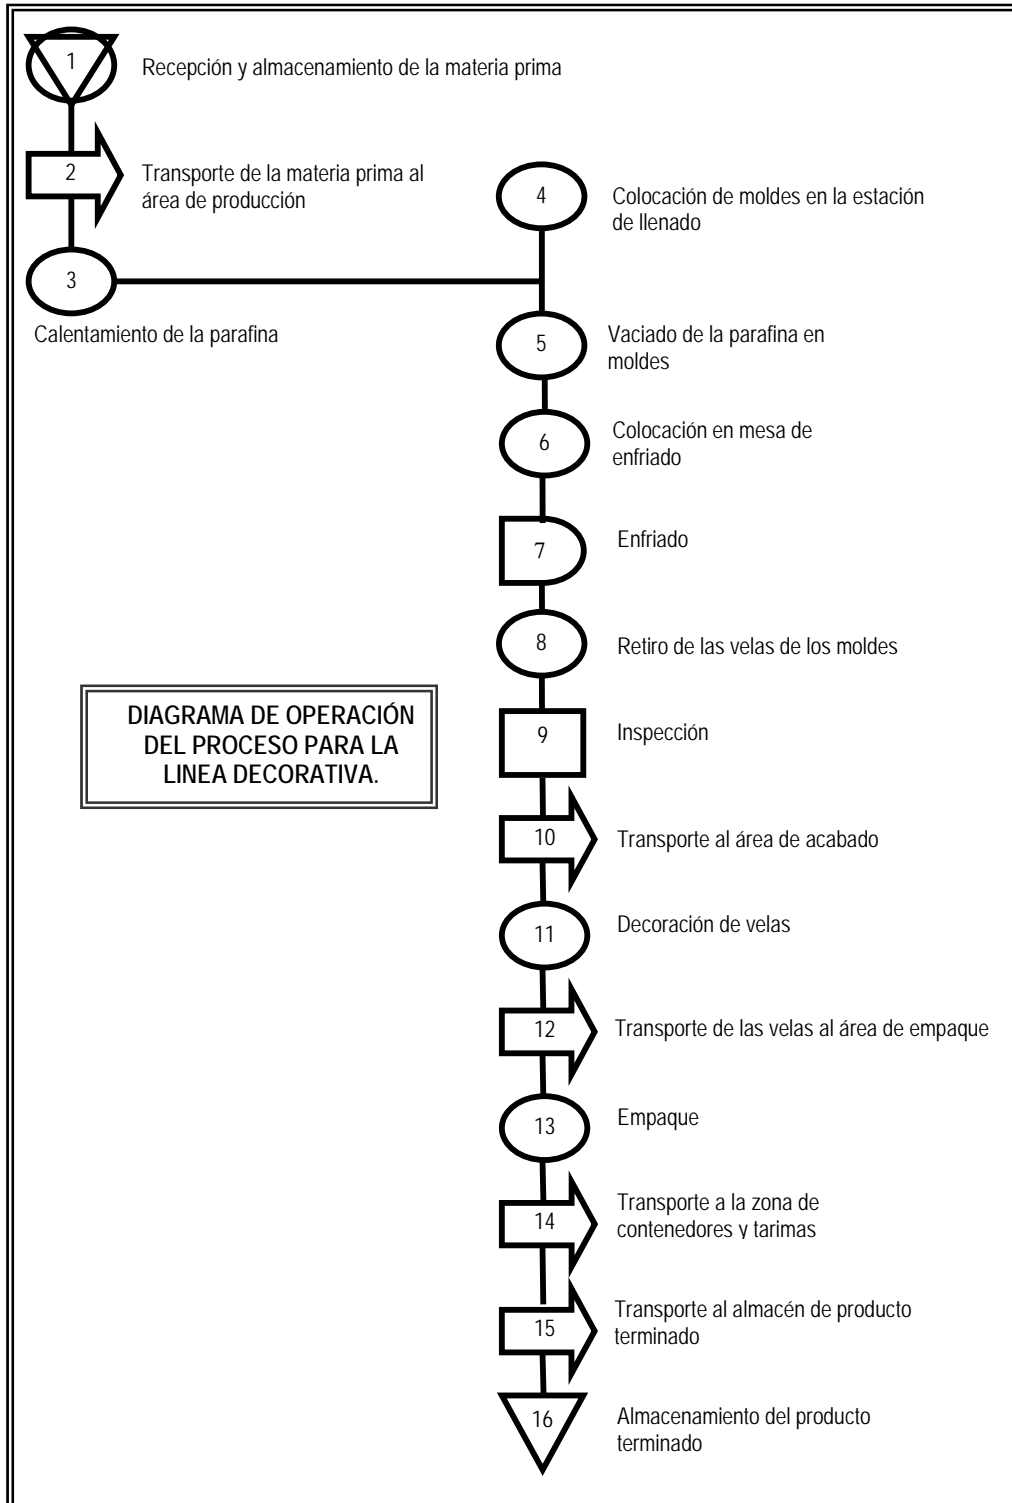 1
Recepción y almacenamiento de la materia prima
2
Transporte de la materia prima al
área de producción
3
Calentamiento de la parafina
4
Colocación de moldes en la estación
de llenado
5
Vaciado de la parafina en
moldes
6
Colocación en mesa de
enfriado
7
Enfriado
8
Retiro de las velas de los moldes
9
Inspección
DIAGRAMA DE OPERACIÓN
DEL PROCESO PARA LA
LINEA DECORATIVA.
10
Transporte al área de acabado
11
Decoración de velas
12
Transporte de las velas al área de empaque
13
Empaque
14
Transporte a la zona de
contenedores y tarimas
15
Transporte al almacén de producto
terminado
16
Almacenamiento del producto
terminado